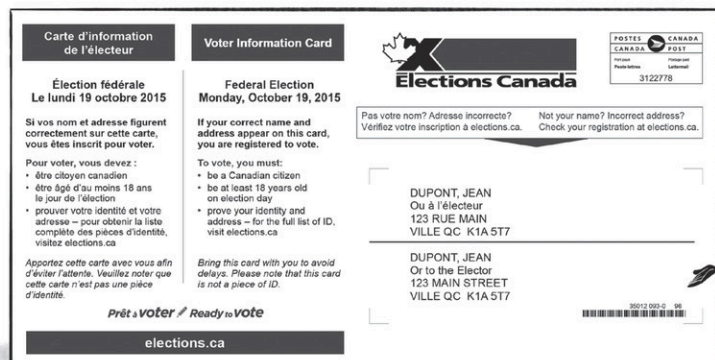 Carte d'information
de l'électeur
Voter Information Card
Élection fédérale
Le lundi 19 octobre 2015
Si vos nom et adresse figurent
correctement sur cette carte,
vous êtes inscrit pour voter.
Pour voter, vous devez :
• être citoyen canadien
• être âgé d'au moins 18 ans
le jour de l'élection
• prouver votre identité et votre
adresse – pour obtenir la liste
complète des pièces d'identité,
visitez elections.ca
Apportez cette carte avec vous afin
d'éviter l'attente. Veuillez noter que
cette carte n'est pas une pièce
d'identité.
Federal Election
Monday, October 19, 2015
If your correct name and
address appear on this card,
you are registered to vote.
To vote, you must:
• be a Canadian citizen
• be at least 18 years old
on election day
• prove your identity and
address – for the full list of ID,
visit elections.ca
Bring this card with you to avoid
delays. Please note that this card
is not a piece of ID.
Prêt à voter Ready to vote
elections.ca
Elections Canada
POSTES CANADA
CANADA POST
Port payé Postage paid
Poste-lettres Lettermail
3122778
Pas votre nom? Adresse incorrecte?
Vérifiez votre inscription à elections.ca.
Not your name? Incorrect address?
Check your registration at elections.ca.
DUPONT, JEAN
Ou à l'électeur
123 RUE MAIN
VILLE QC K1A 5T7
DUPONT, JEAN
Or to the Elector
123 MAIN STREET
VILLE QC K1A 5T7
35012 093-0 96